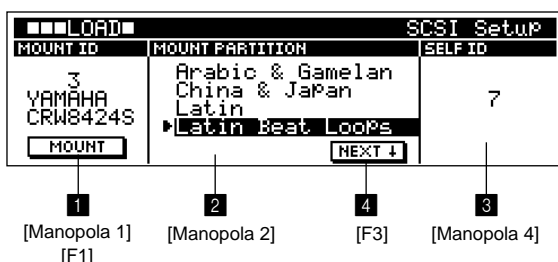 ■■■LOAD■ SCSI Setup
MOUNT ID MOUNT PARTITION SELF ID
3
YAMAHA
CRW8424S
MOUNT
Arabic & Gamelan
China & Japan
Latin
Latin Beat Loops
NEXT ↓
7
1 2 4 3
[Manopola 1] [Manopola 2] [F3] [Manopola 4]
[F1]